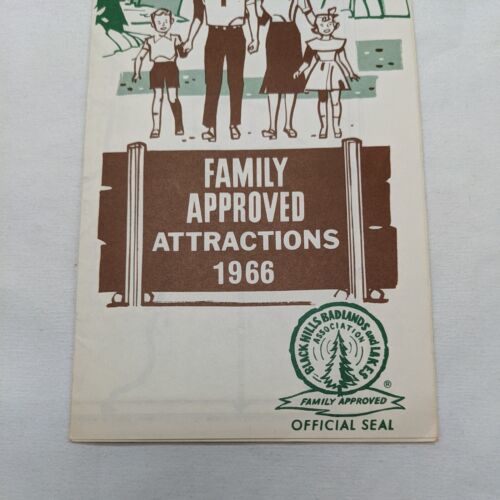 FAMILY
APPROVED
ATTRACTIONS
1966
BLACK HILLS BADLANDS and LAKES
ASSOCIATION
®
FAMILY APPROVED
OFFICIAL SEAL